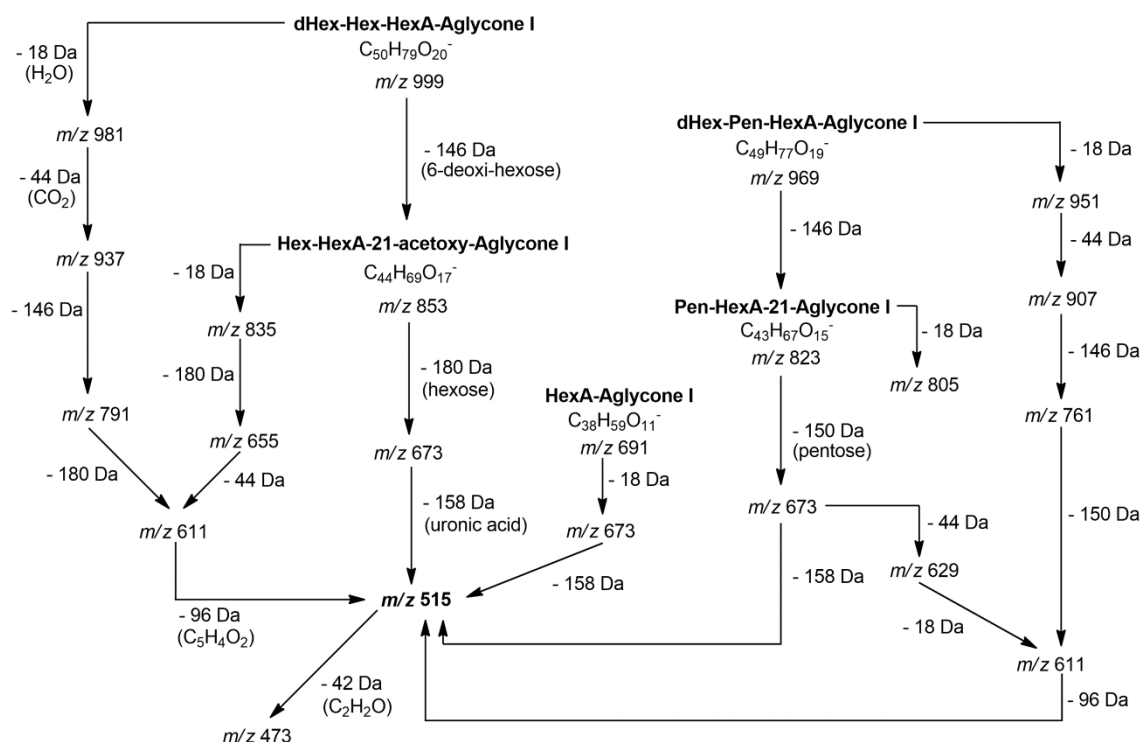 dHex-Hex-HexA-Aglycone I
C50H79O20-
m/z 999
- 18 Da
(H2O)
m/z 981
- 44 Da
(CO2)
m/z 937
- 146 Da
m/z 791
- 180 Da
- 146 Da
(6-deoxi-hexose)
Hex-HexA-21-acetoxy-Aglycone I
C44H69O17-
m/z 853
- 18 Da
m/z 835
- 180 Da
m/z 655
- 44 Da
m/z 611
- 96 Da
(C5H4O2)
- 180 Da
(hexose)
m/z 673
- 158 Da
(uronic acid)
HexA-Aglycone I
C38H59O11-
m/z 691
- 18 Da
m/z 673
- 158 Da
m/z 515
- 42 Da
(C2H2O)
m/z 473
dHex-Pen-HexA-Aglycone I
C49H77O19-
m/z 969
- 146 Da
Pen-HexA-21-Aglycone I
C43H67O15-
m/z 823
- 18 Da
m/z 805
- 150 Da
(pentose)
m/z 673
- 158 Da
- 44 Da
m/z 629
- 18 Da
- 18 Da
m/z 951
- 44 Da
m/z 907
- 146 Da
m/z 761
- 150 Da
m/z 611
- 96 Da